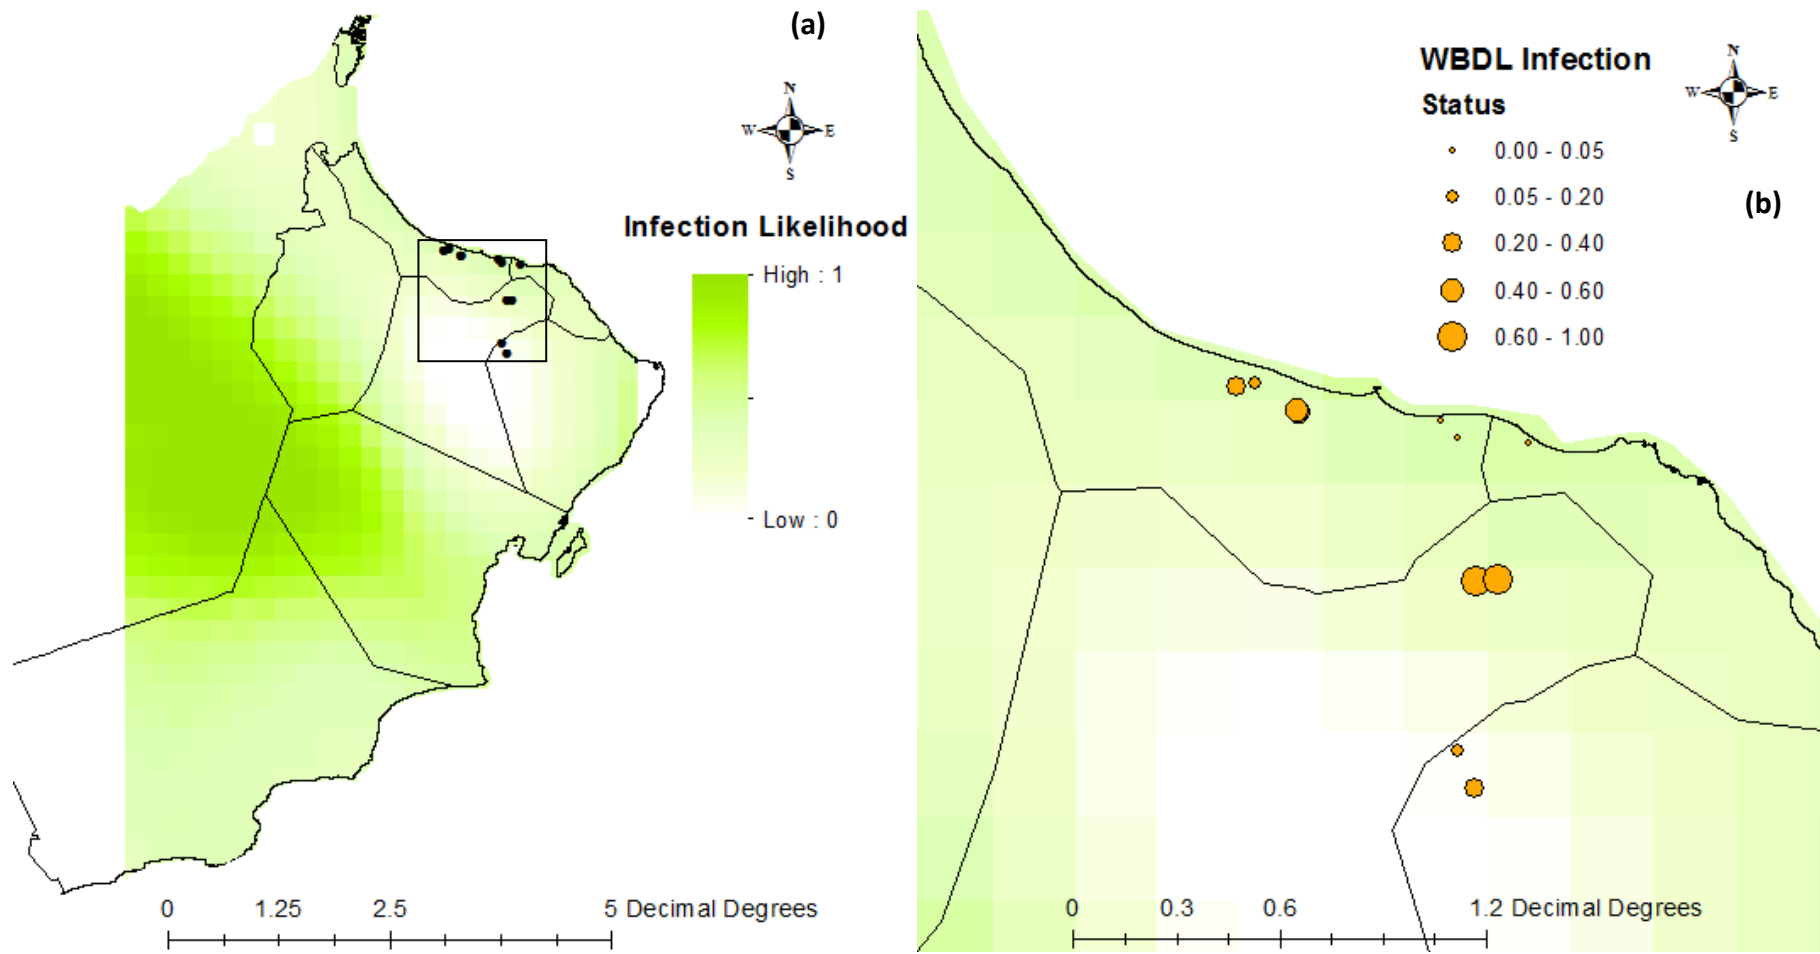 (a)
N
W E
S
Infection Likelihood
High : 1
Low : 0
0 1.25 2.5 5 Decimal Degrees
WBDL Infection
Status
N
W E
S
0.00 - 0.05
0.05 - 0.20
(b)
0.20 - 0.40
0.40 - 0.60
0.60 - 1.00
0 0.3 0.6 1.2 Decimal Degrees